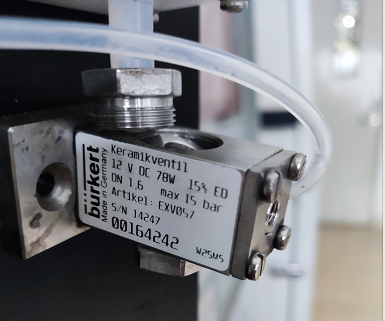 bürkert
Made in Germany
Keramikventil
12 V DC 78W 15% ED
DN 1,6 max 15 bar
Artikel: EXV057
S/N 14247
00164242
W25MS